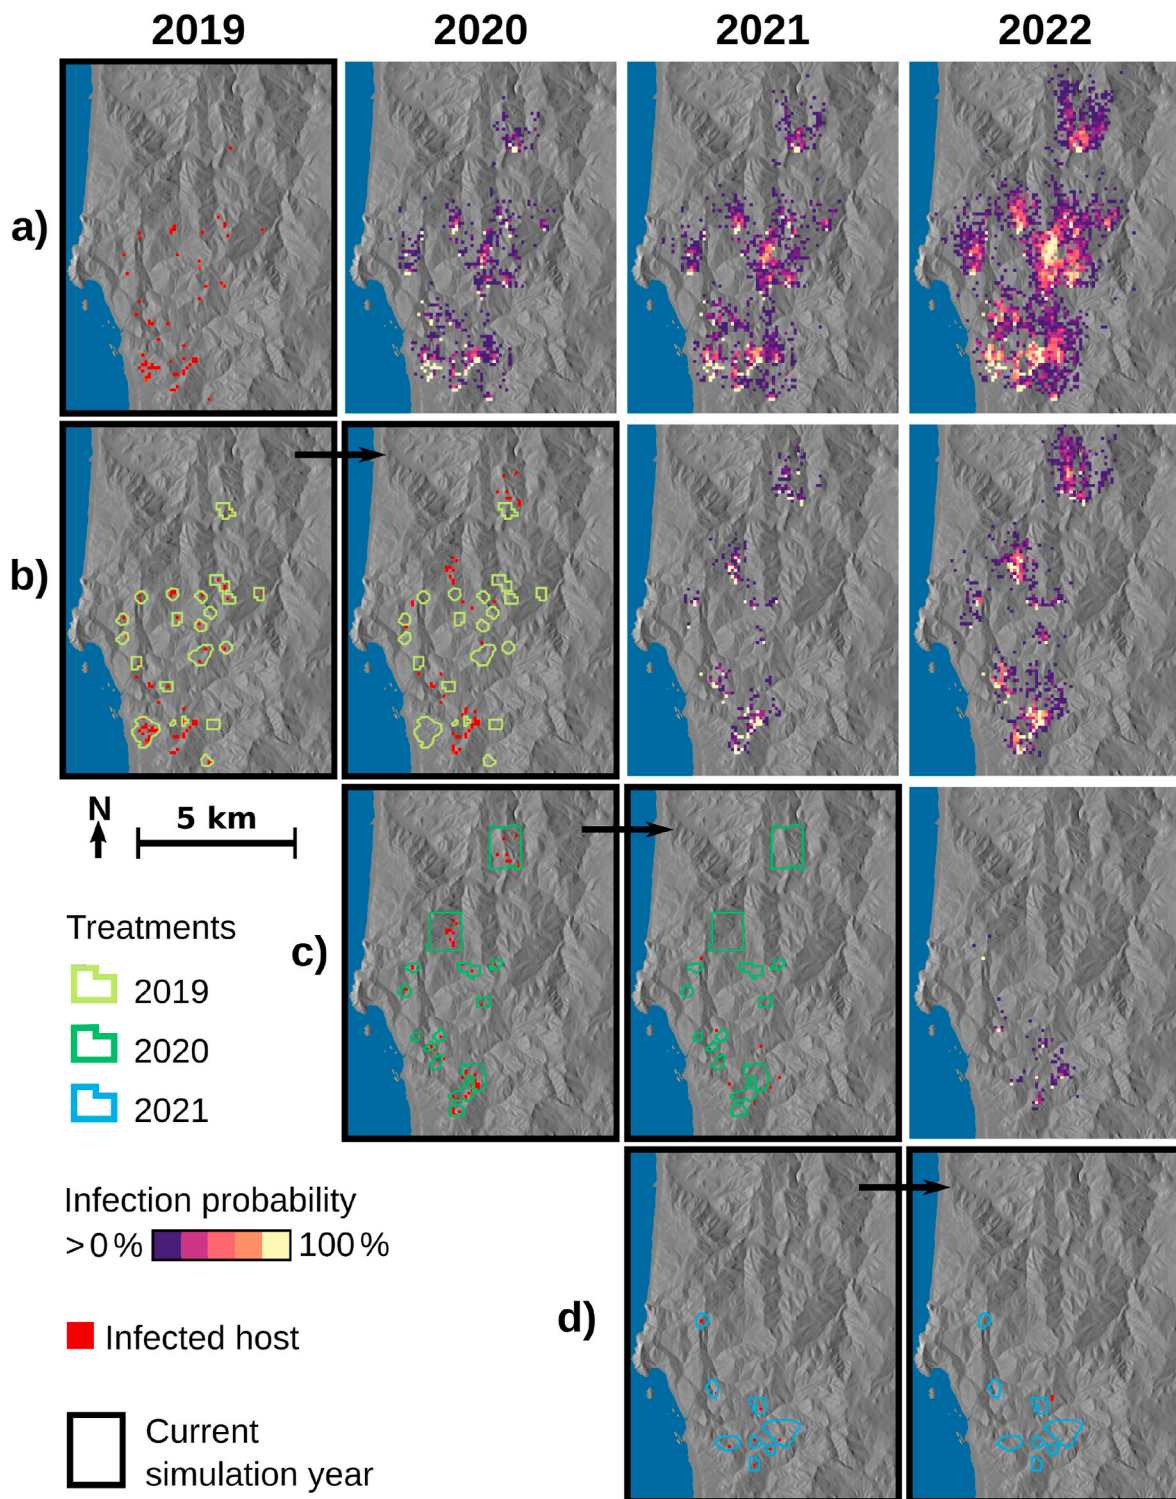 2019 2020 2021 2022
a)
b)
N
5 km
c)
Treatments
2019
2020
2021
Infection probability
>0% 100%
d)
Infected host
Current
simulation year